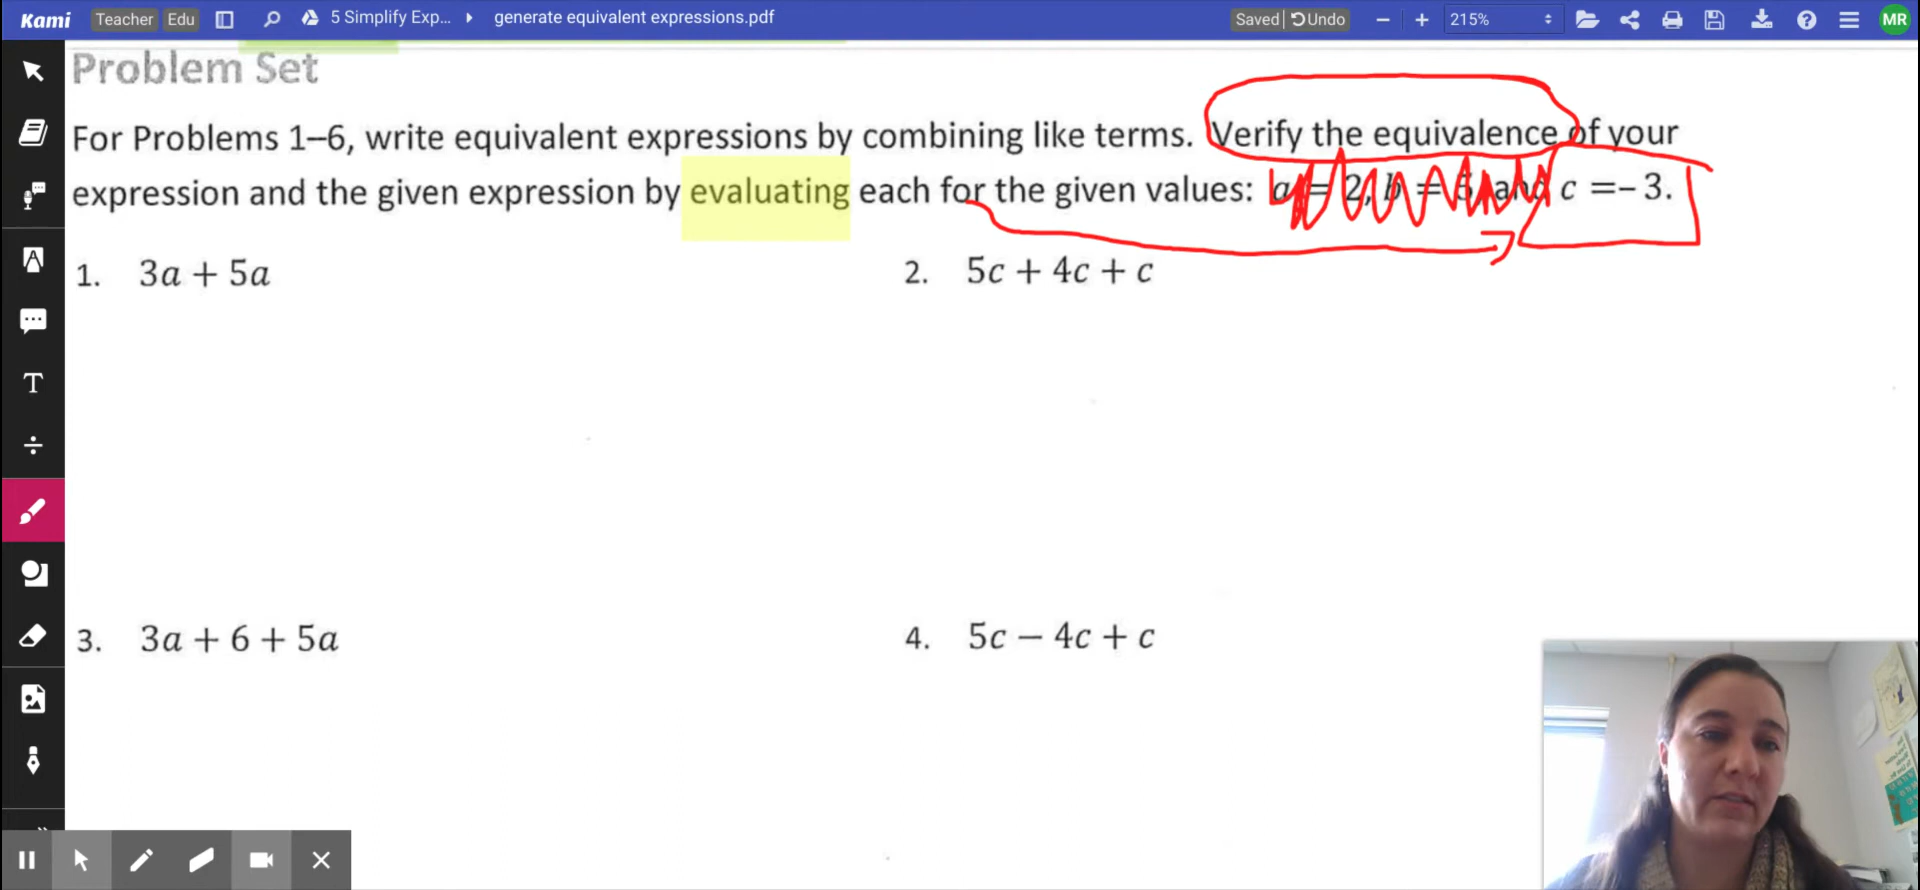 Kami Teacher Edu 5 Simplify Exp... generate equivalent expressions.pdf Saved Undo 215% MR
Problem Set
For Problems 1–6, write equivalent expressions by combining like terms. Verify the equivalence of your
expression and the given expression by evaluating each for the given values: a = 2, b = 5, and c =– 3.
1. 3a + 5a
2. 5c + 4c + c
3. 3a + 6 + 5a
4. 5c − 4c + c